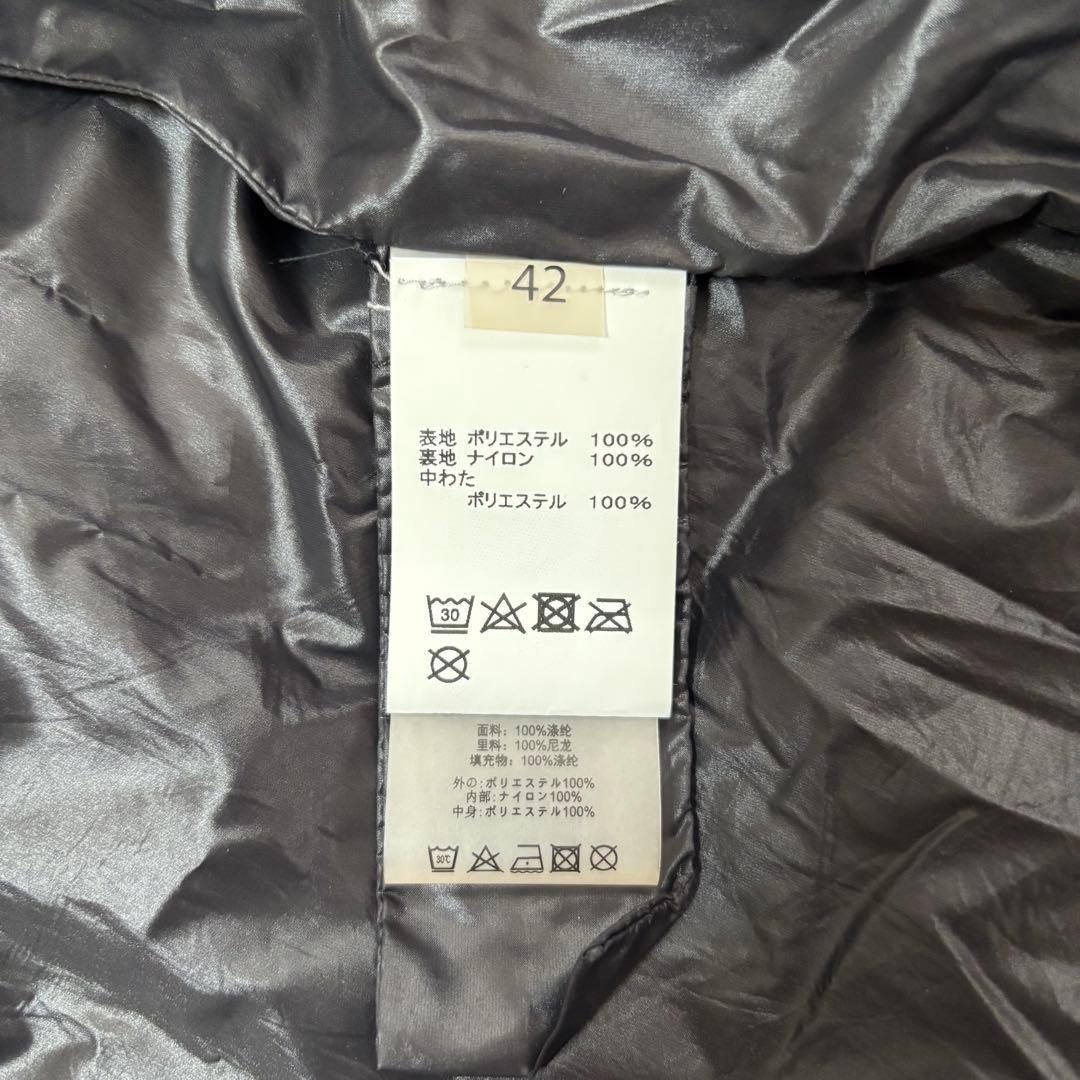 42
表地 ポリエステル 100%
裏地 ナイロン 100%
中わた
ポリエステル 100%
30
面料: 100%涤纶
里料: 100%尼龙
填充物: 100%涤纶
外の: ポリエステル100%
内部: ナイロン100%
中身: ポリエステル100%
30℃